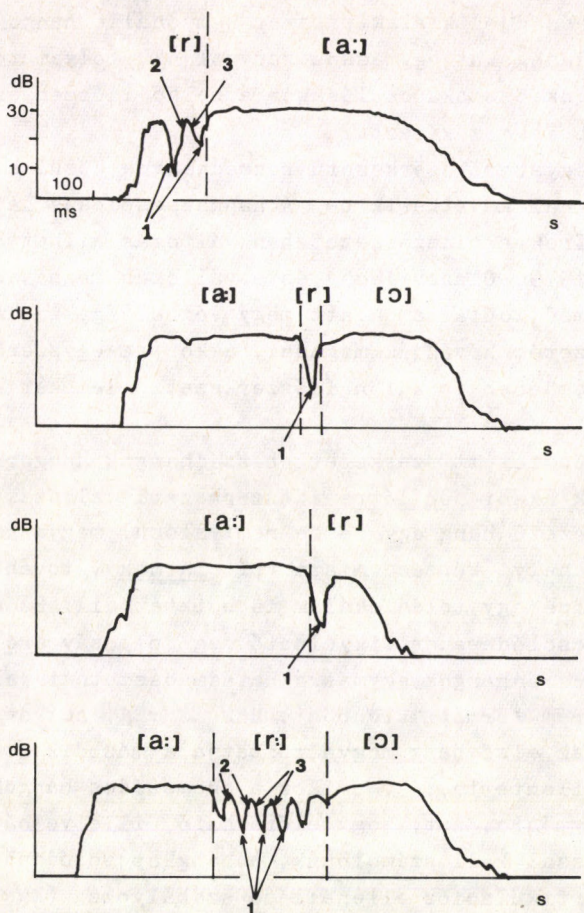 [r] [a:]
2 3
dB
30
10
100
ms
1
s
[a:] [r] [ɔ]
dB
1
s
[a:] [r]
dB
1
s
[a:] [r:] [ɔ]
dB
2 3
1
s